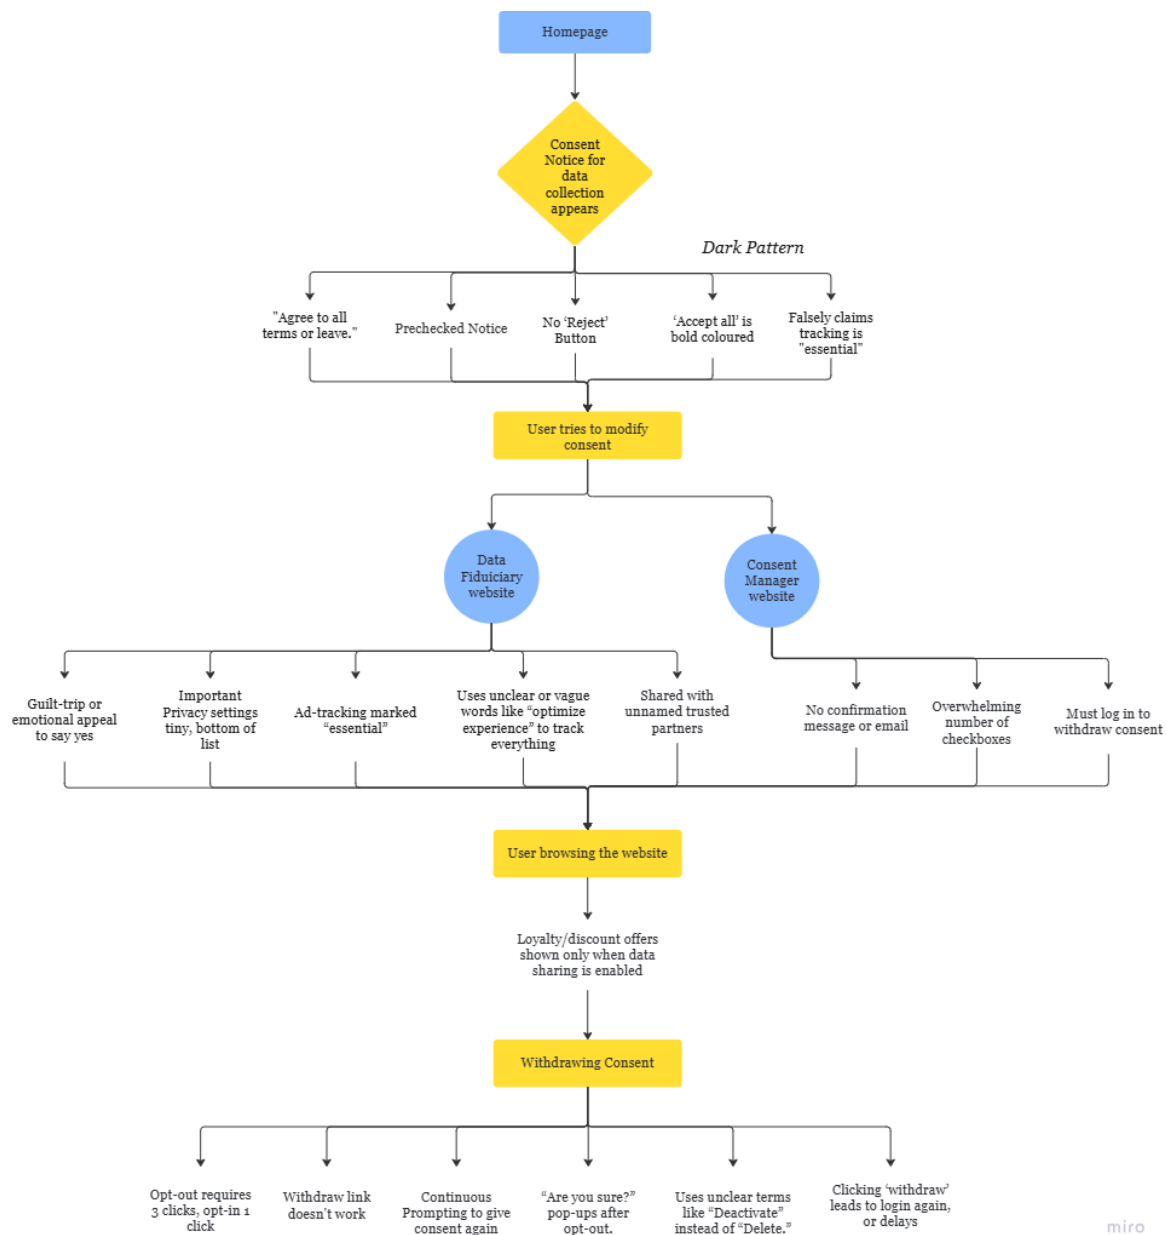 Homepage
Consent
Notice for
data
collection
appears
Dark Pattern
"Agree to all
terms or leave."
Prechecked Notice
No ‘Reject’
Button
‘Accept all’ is
bold coloured
Falsely claims
tracking is
"essential"
User tries to modify
consent
Data
Fiduiciary
website
Consent
Manager
website
Guilt-trip or
emotional appeal
to say yes
Important
Privacy settings
tiny, bottom of
list
Ad-tracking marked
“essential”
Uses unclear or vague
words like “optimize
experience” to track
everything
Shared with
unnamed trusted
partners
No confirmation
message or email
Overwhelming
number of
checkboxes
Must log in to
withdraw consent
User browsing the website
Loyalty/discount offers
shown only when data
sharing is enabled
Withdrawing Consent
Opt-out requires
3 clicks, opt-in 1
click
Withdraw link
doesn't work
Continuous
Prompting to give
consent again
“Are you sure?”
pop-ups after
opt-out.
Uses unclear terms
like “Deactivate”
instead of “Delete.”
Clicking ‘withdraw’
leads to login again,
or delays
miro